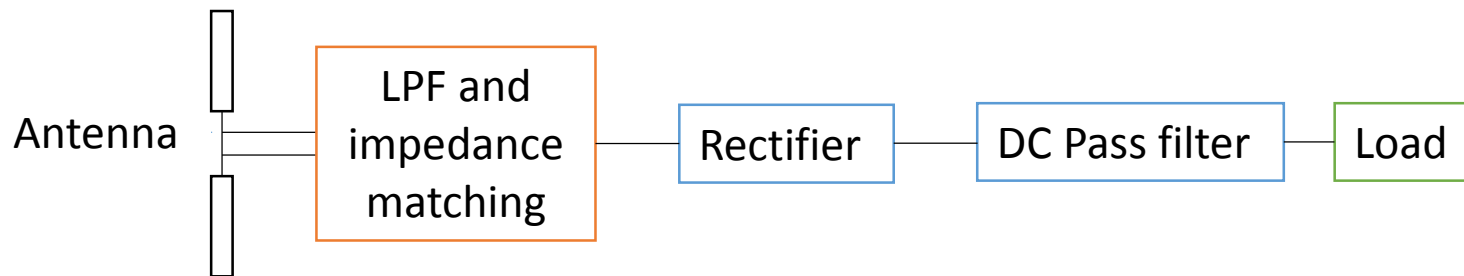 Antenna
LPF and
impedance
matching
Rectifier
DC Pass filter
Load